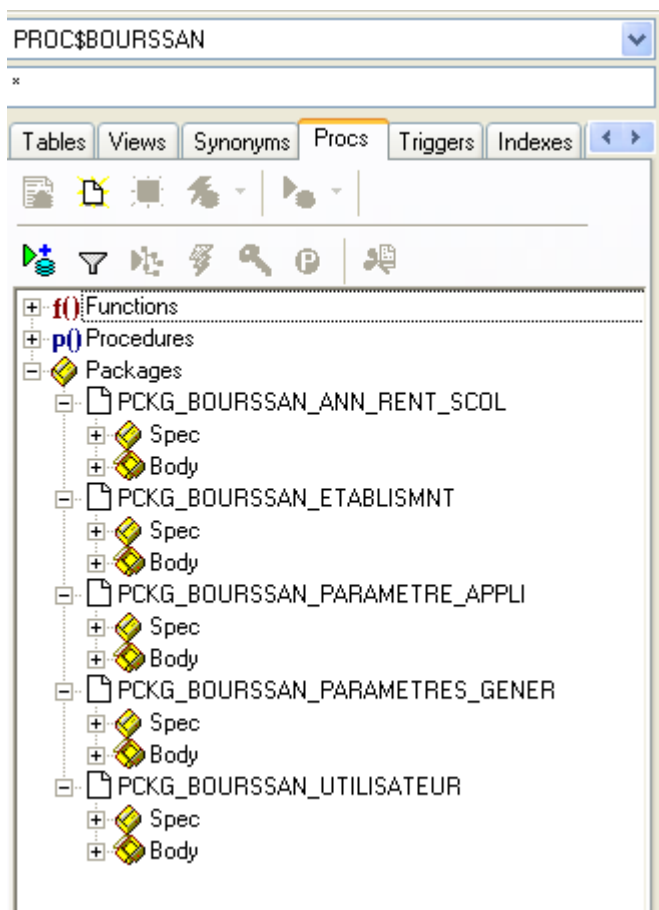 PROC$BOURSSAN
*
Tables Views Synonyms Procs Triggers Indexes
f() Functions
p() Procedures
Packages
PCKG_BOURSSAN_ANN_RENT_SCOL
Spec
Body
PCKG_BOURSSAN_ETABLISMNT
Spec
Body
PCKG_BOURSSAN_PARAMETRE_APPLI
Spec
Body
PCKG_BOURSSAN_PARAMETRES_GENER
Spec
Body
PCKG_BOURSSAN_UTILISATEUR
Spec
Body